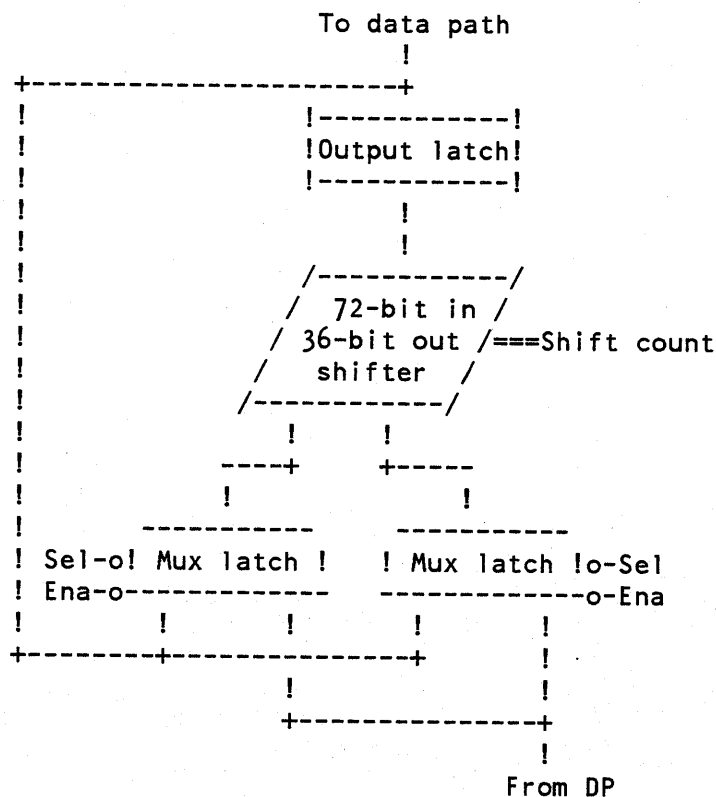 To data path
Output latch
72-bit in
36-bit out ===Shift count
shifter
Sel-o! Mux latch ! ! Mux latch !o-Sel
Ena-o o-Ena
From DP